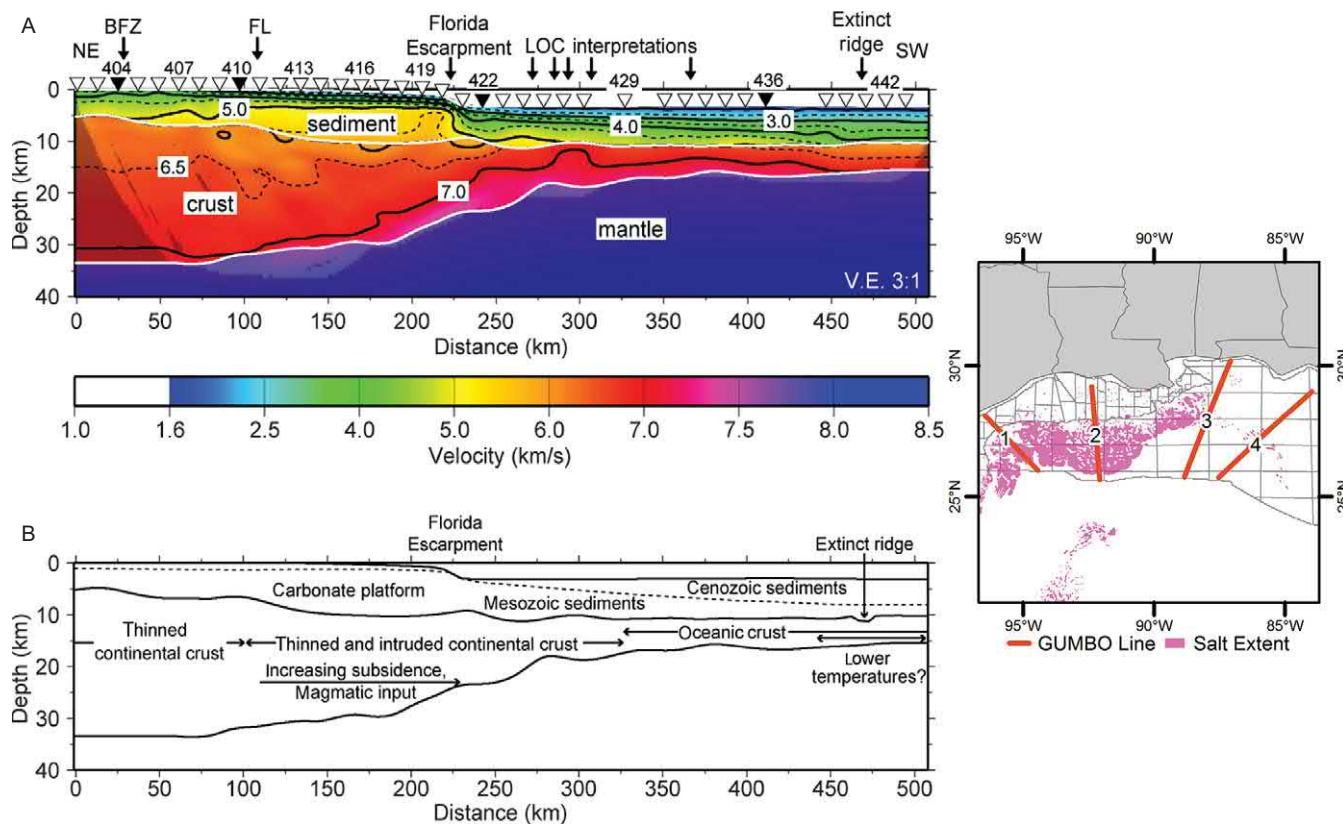 A
BFZ
FL
Florida
Escarpment
LOC interpretations
Extinct
ridge
NE
SW
404
407
410
413
416
419
422
429
436
442
0
10
20
30
40
Depth (km)
5.0
sediment
4.0
3.0
6.5
crust
7.0
mantle
V.E. 3:1
0
50
100
150
200
250
300
350
400
450
500
Distance (km)
1.0
1.6
2.5
4.0
5.0
6.0
7.0
7.5
8.0
8.5
Velocity (km/s)
B
Florida
Escarpment
Extinct ridge
0
10
20
30
40
Depth (km)
Carbonate platform
Cenozoic sediments
Mesozoic sediments
Thinned
continental crust
Thinned and intruded continental crust
Oceanic crust
Increasing subsidence,
Magmatic input
Lower
temperatures?
0
50
100
150
200
250
300
350
400
450
500
Distance (km)
95°W
90°W
85°W
30°N
30°N
25°N
25°N
1
2
3
4
95°W
90°W
85°W
GUMBO Line
Salt Extent